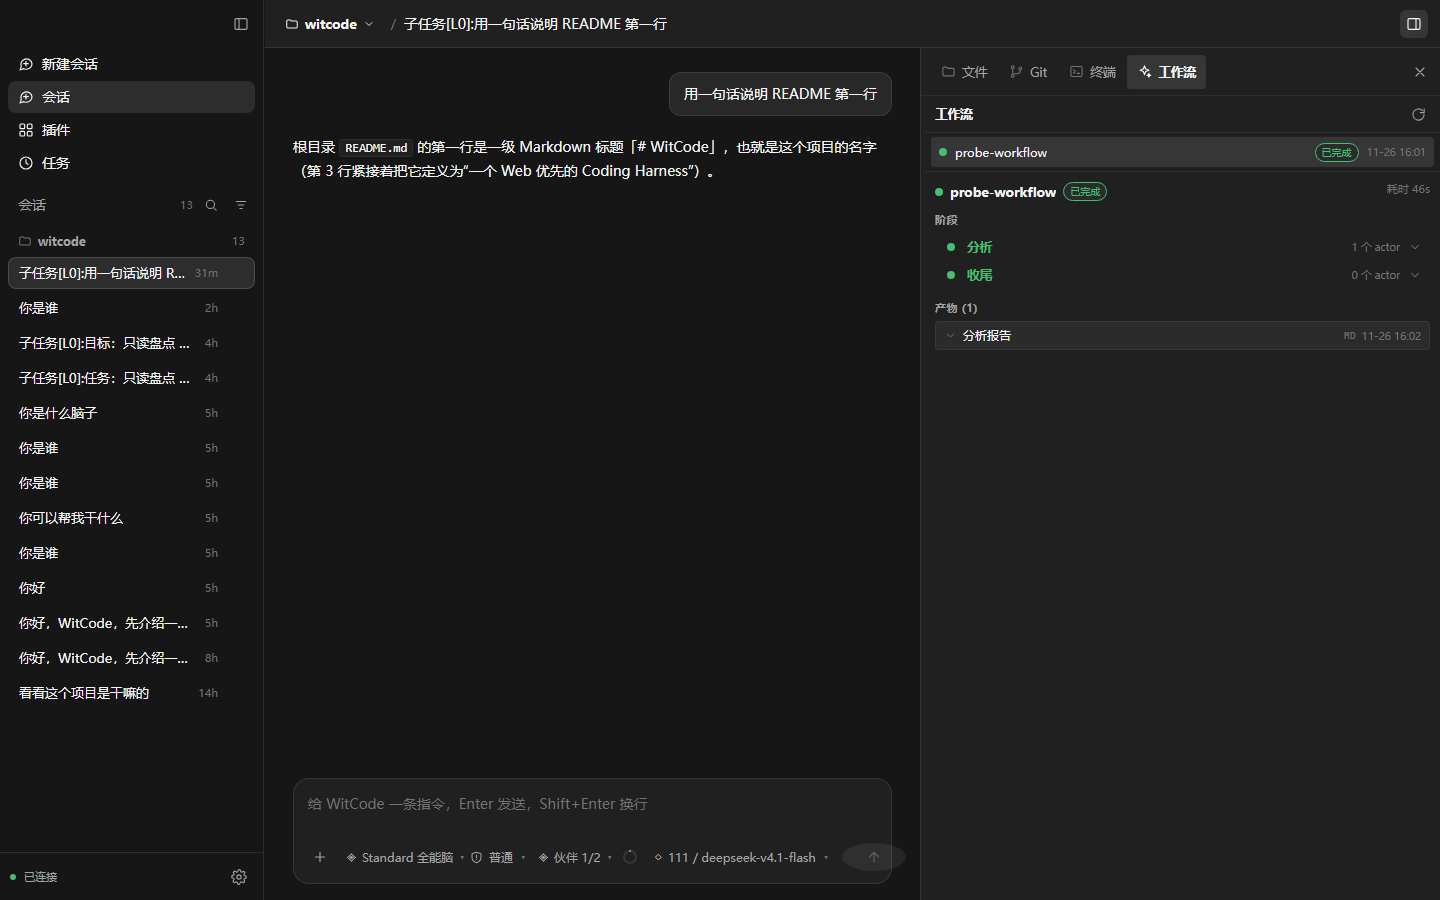 新建会话
会话
插件
任务
会话 13
witcode 13
子任务[L0]:用一句话说明 R... 31m
你是谁 2h
子任务[L0]:目标：只读盘点 ... 4h
子任务[L0]:任务：只读盘点 ... 4h
你是什么脑子 5h
你是谁 5h
你是谁 5h
你可以帮我干什么 5h
你是谁 5h
你好 5h
你好，WitCode，先介绍一... 5h
你好，WitCode，先介绍一... 8h
看看这个项目是干嘛的 14h
已连接
witcode / 子任务[L0]:用一句话说明 README 第一行
用一句话说明 README 第一行
根目录 README.md 的第一行是一级 Markdown 标题「# WitCode」，也就是这个项目的名字
（第 3 行紧接着把它定义为“一个 Web 优先的 Coding Harness”）。
给 WitCode 一条指令，Enter 发送，Shift+Enter 换行
Standard 全能脑 普通 伙伴 1/2 111 / deepseek-v4.1-flash
文件 Git 终端 工作流
工作流
probe-workflow 已完成 11-26 16:01
probe-workflow 已完成 耗时 46s
阶段
分析 1 个 actor
收尾 0 个 actor
产物 (1)
分析报告 MD 11-26 16:02